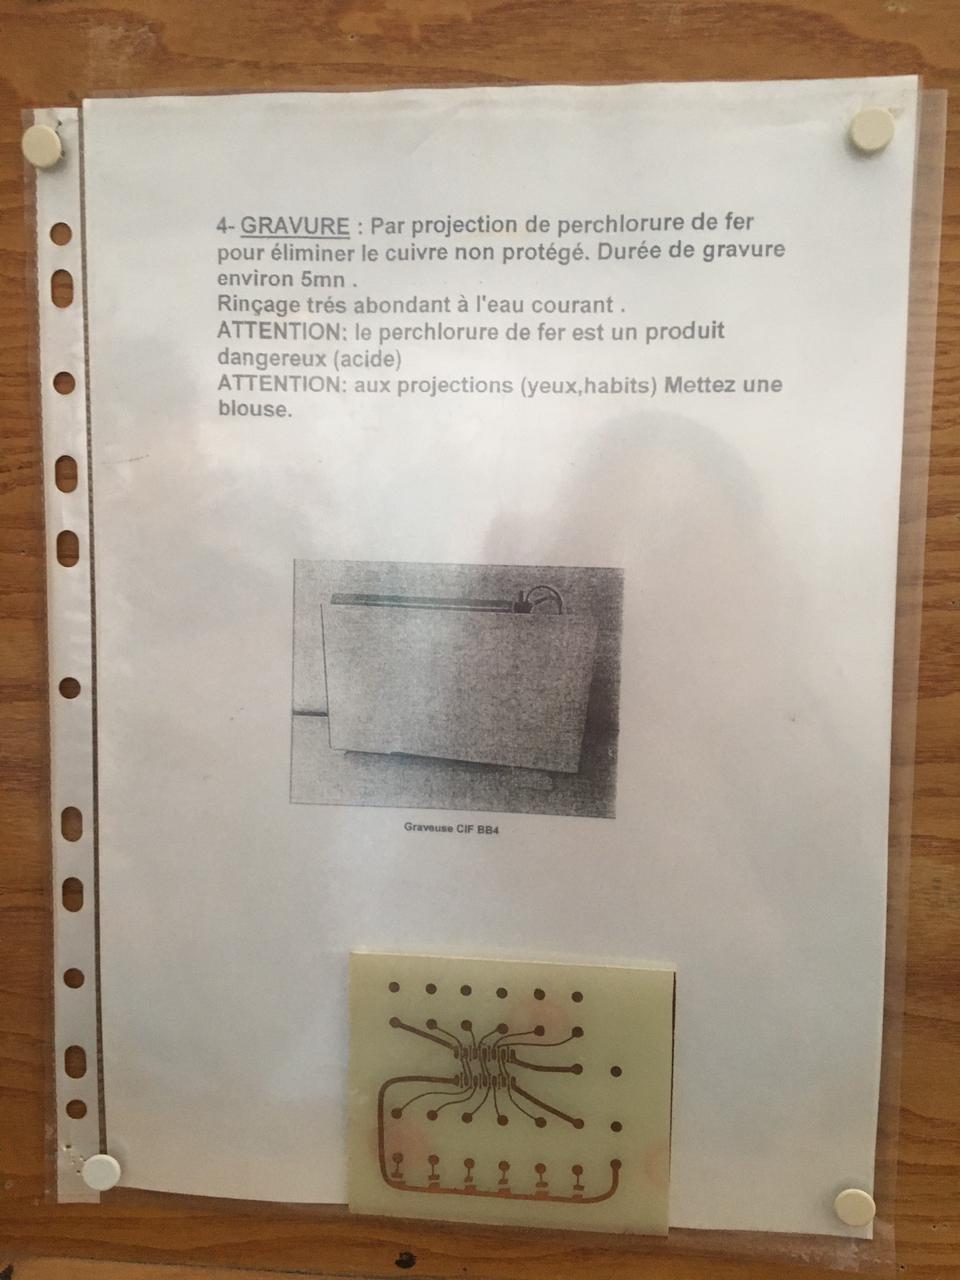 4- GRAVURE : Par projection de perchlorure de fer
pour éliminer le cuivre non protégé. Durée de gravure
environ 5mn .
Rinçage trés abondant à l'eau courant .
ATTENTION: le perchlorure de fer est un produit
dangereux (acide)
ATTENTION: aux projections (yeux,habits) Mettez une
blouse.
Graveuse CIF BB4